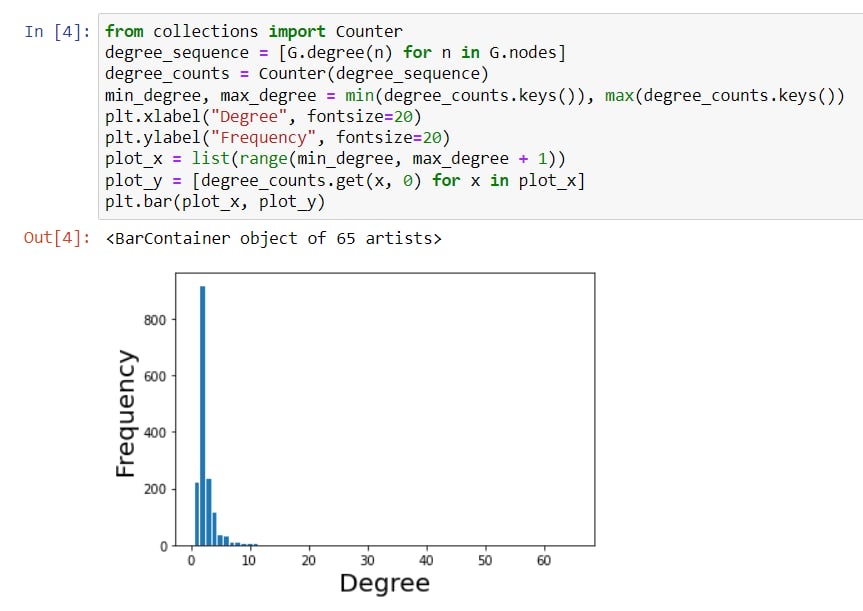 In [4]: from collections import Counter
degree_sequence = [G.degree(n) for n in G.nodes]
degree_counts = Counter(degree_sequence)
min_degree, max_degree = min(degree_counts.keys()), max(degree_counts.keys())
plt.xlabel("Degree", fontsize=20)
plt.ylabel("Frequency", fontsize=20)
plot_x = list(range(min_degree, max_degree + 1))
plot_y = [degree_counts.get(x, 0) for x in plot_x]
plt.bar(plot_x, plot_y)
Out[4]: <BarContainer object of 65 artists>
Frequency
800
600
400
200
0
0 10 20 30 40 50 60
Degree